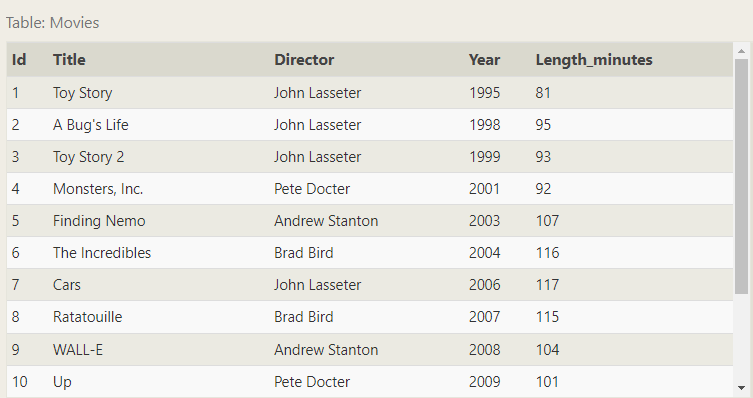 Table: Movies
Id Title Director Year Length_minutes
1 Toy Story John Lasseter 1995 81
2 A Bug's Life John Lasseter 1998 95
3 Toy Story 2 John Lasseter 1999 93
4 Monsters, Inc. Pete Docter 2001 92
5 Finding Nemo Andrew Stanton 2003 107
6 The Incredibles Brad Bird 2004 116
7 Cars John Lasseter 2006 117
8 Ratatouille Brad Bird 2007 115
9 WALL-E Andrew Stanton 2008 104
10 Up Pete Docter 2009 101